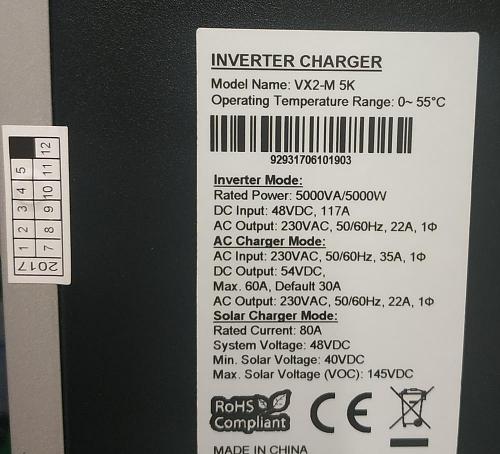 INVERTER CHARGER
Model Name: VX2-M 5K
Operating Temperature Range: 0~ 55°C
92931706101903
Inverter Mode:
Rated Power: 5000VA/5000W
DC Input: 48VDC, 117A
AC Output: 230VAC, 50/60Hz, 22A, 1Φ
AC Charger Mode:
AC Input: 230VAC, 50/60Hz, 35A, 1Φ
DC Output: 54VDC,
Max. 60A, Default 30A
AC Output: 230VAC, 50/60Hz, 22A, 1Φ
Solar Charger Mode:
Rated Current: 80A
System Voltage: 48VDC
Min. Solar Voltage: 40VDC
Max. Solar Voltage (VOC): 145VDC
RoHS
Compliant
CE
MADE IN CHINA
2017
1 2 3 4 5
7 8 9 10 11 12